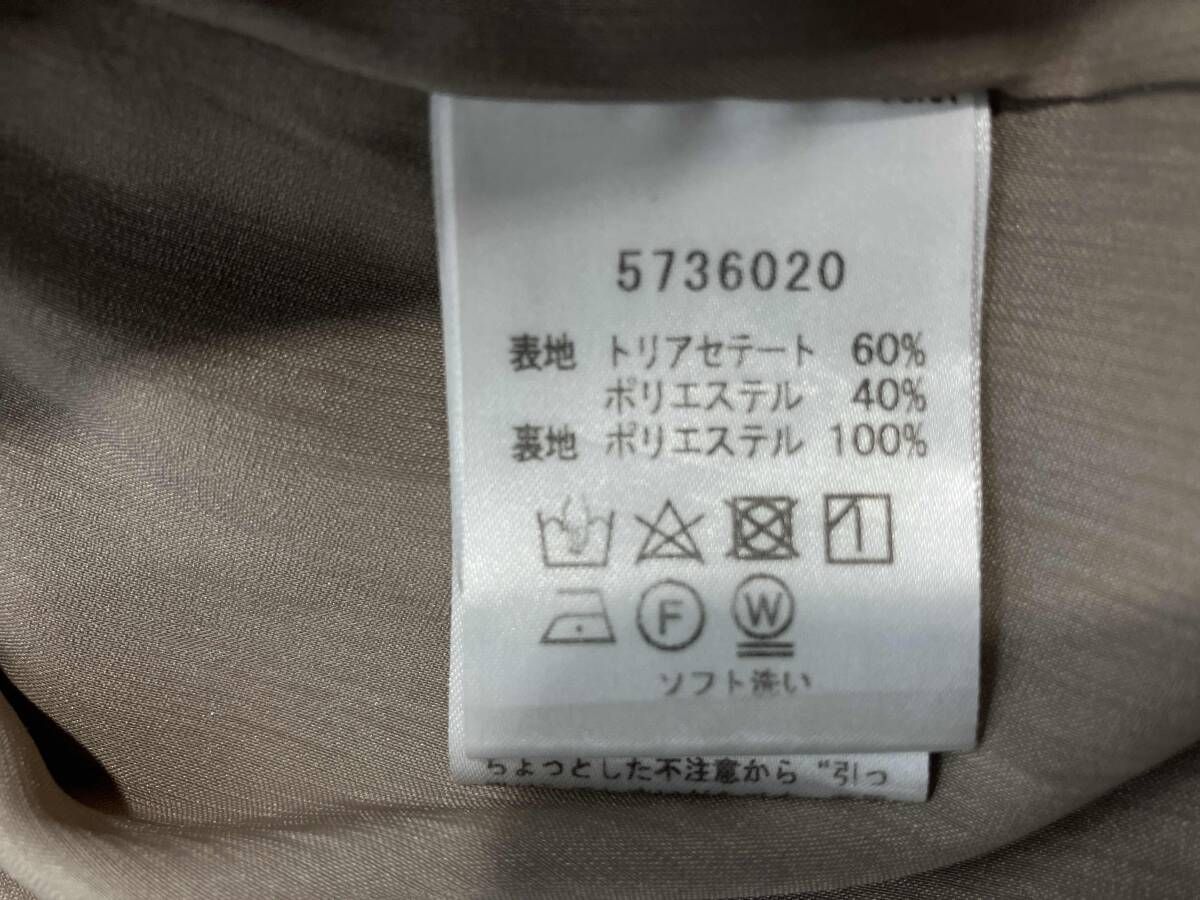 5736020
表地 トリアセテート 60%
ポリエステル 40%
裏地 ポリエステル 100%
F W
ソフト洗い
ちょっとした不注意から “引っ